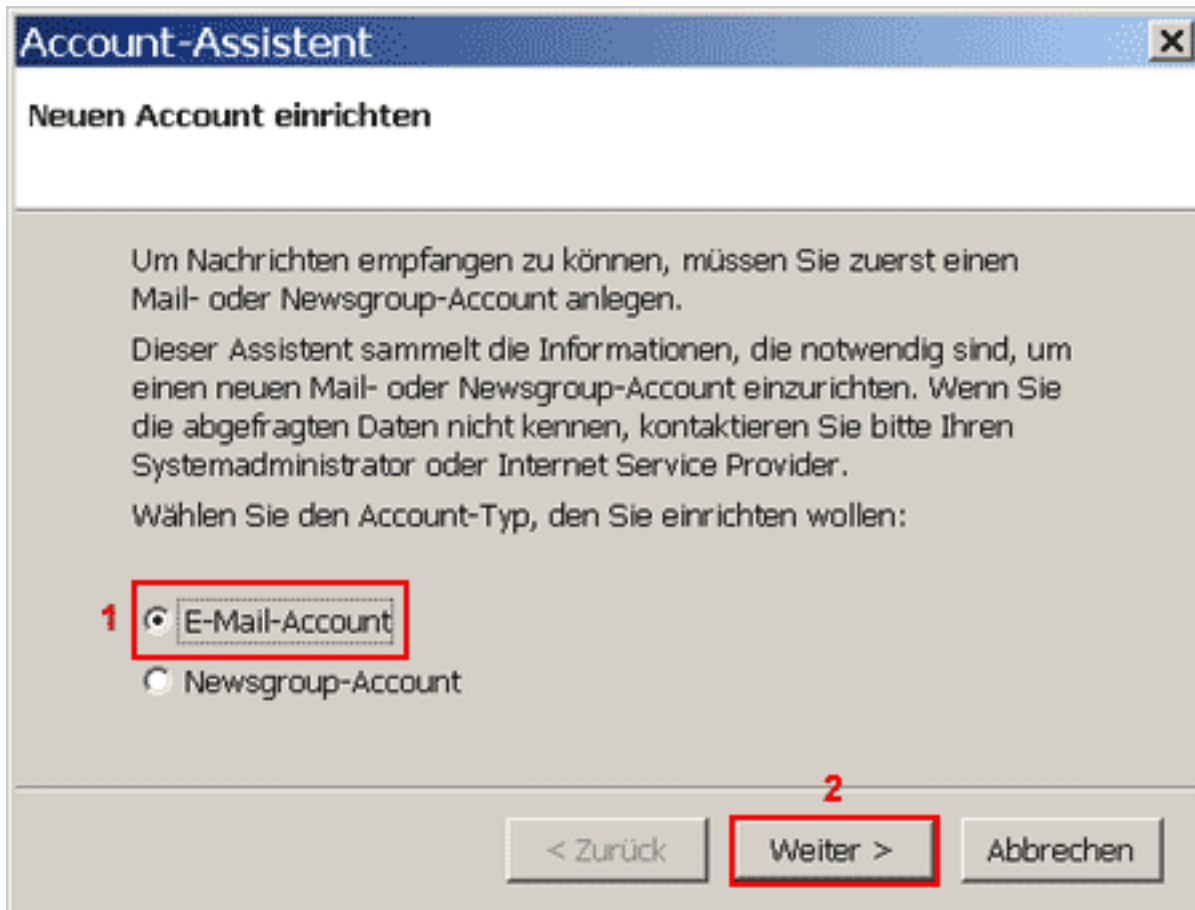 Account-Assistent
Neuen Account einrichten
Um Nachrichten empfangen zu können, müssen Sie zuerst einen
Mail- oder Newsgroup-Account anlegen.
Dieser Assistent sammelt die Informationen, die notwendig sind, um
einen neuen Mail- oder Newsgroup-Account einzurichten. Wenn Sie
die abgefragten Daten nicht kennen, kontaktieren Sie bitte Ihren
Systemadministrator oder Internet Service Provider.
Wählen Sie den Account-Typ, den Sie einrichten wollen:
1 E-Mail-Account
Newsgroup-Account
2
< Zurück Weiter > Abbrechen